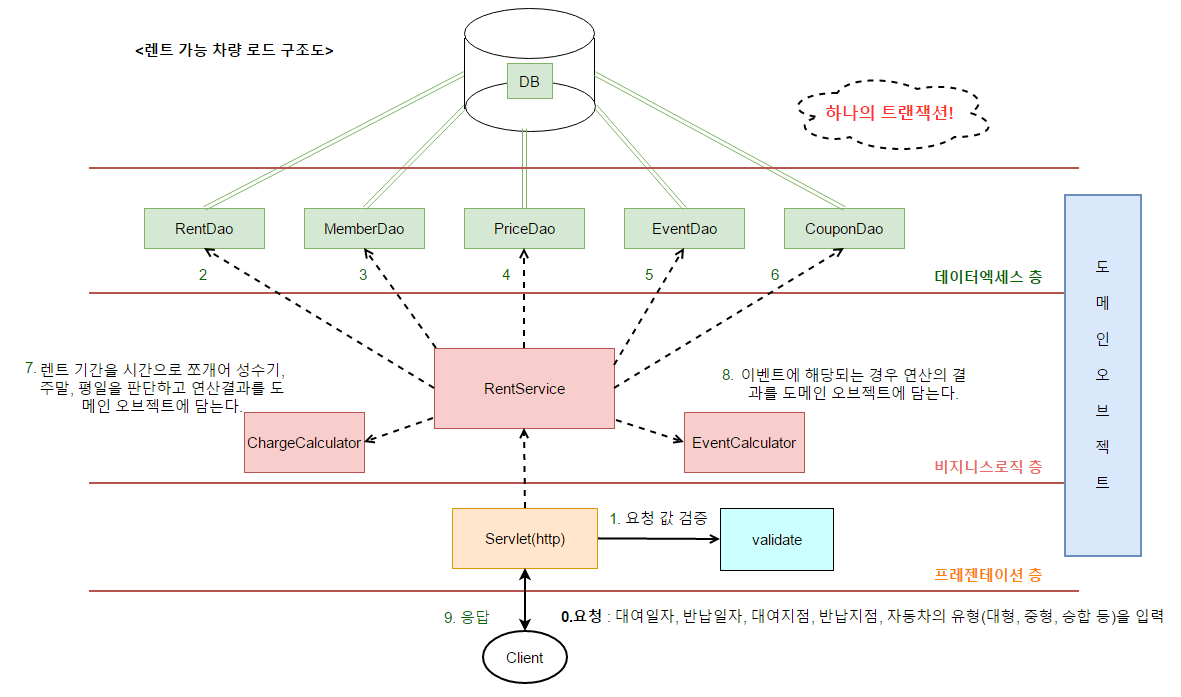 <렌트 가능 차량 로드 구조도>
DB
하나의 트랜잭션!
RentDao
MemberDao
PriceDao
EventDao
CouponDao
2
3
4
5
6
데이터엑세스 층
도
메
인
오
브
젝
트
7. 렌트 기간을 시간으로 쪼개어 성수기,
주말, 평일을 판단하고 연산결과를 도
메인 오브젝트에 담는다.
RentService
8. 이벤트에 해당되는 경우 연산의 결
과를 도메인 오브젝트에 담는다.
ChargeCalculator
EventCalculator
비지니스로직 층
Servlet(http)
1. 요청 값 검증
validate
프레젠테이션 층
9. 응답
0.요청 : 대여일자, 반납일자, 대여지점, 반납지점, 자동차의 유형(대형, 중형, 승합 등)을 입력
Client